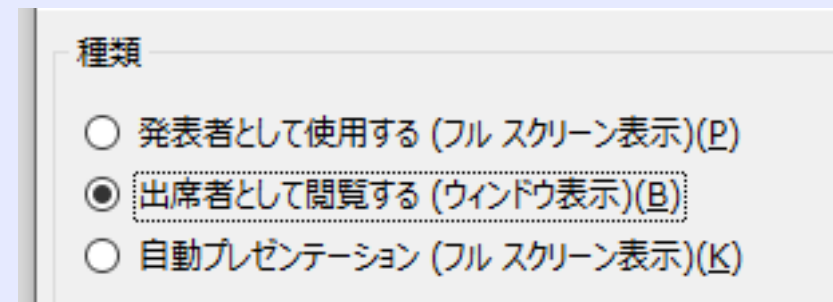 種類
発表者として使用する (フル スクリーン表示)(P)
出席者として閲覧する (ウィンドウ表示)(B)
自動プレゼンテーション (フル スクリーン表示)(K)